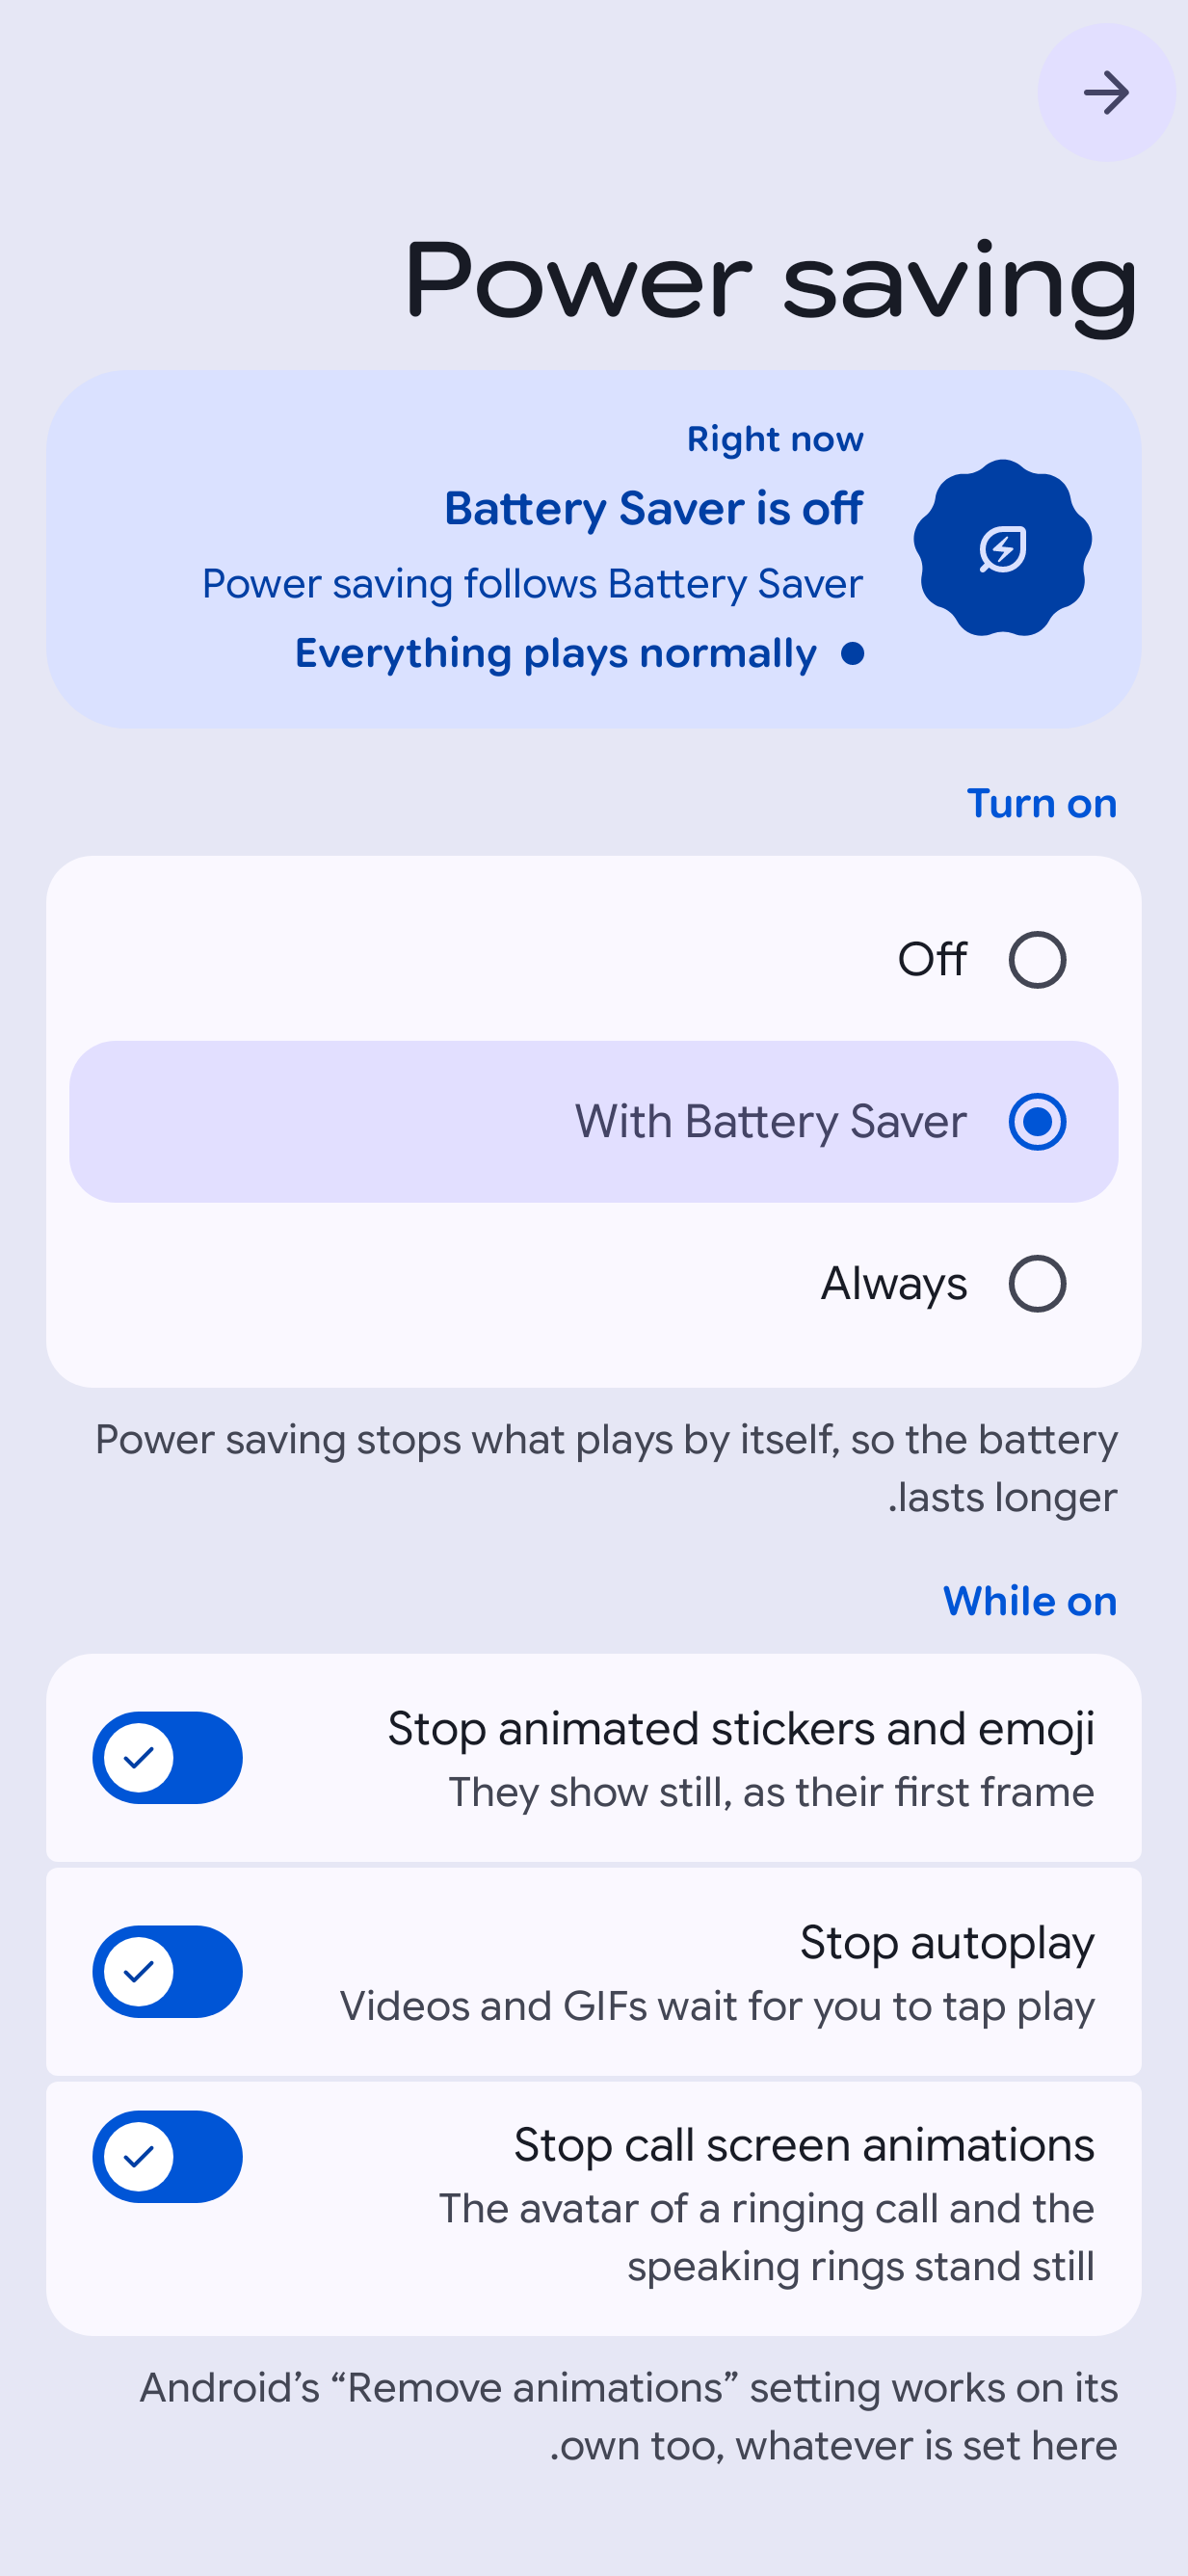 Power saving
Right now
Battery Saver is off
Power saving follows Battery Saver
Everything plays normally
Turn on
Off
With Battery Saver
Always
Power saving stops what plays by itself, so the battery
.lasts longer
While on
Stop animated stickers and emoji
They show still, as their first frame
Stop autoplay
Videos and GIFs wait for you to tap play
Stop call screen animations
The avatar of a ringing call and the
speaking rings stand still
Android’s “Remove animations” setting works on its
.own too, whatever is set here